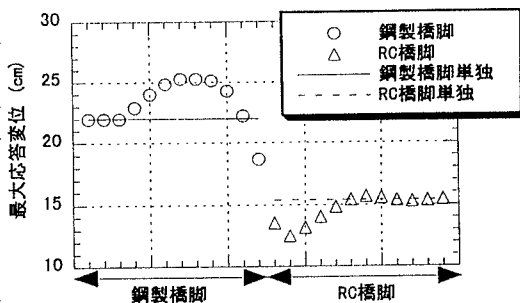 最大応答変位 (cm)
30
26
22
15
10
○ 鋼製橋脚
△ RC橋脚
鋼製橋脚単独
RC橋脚単独
鋼製橋脚
RC橋脚